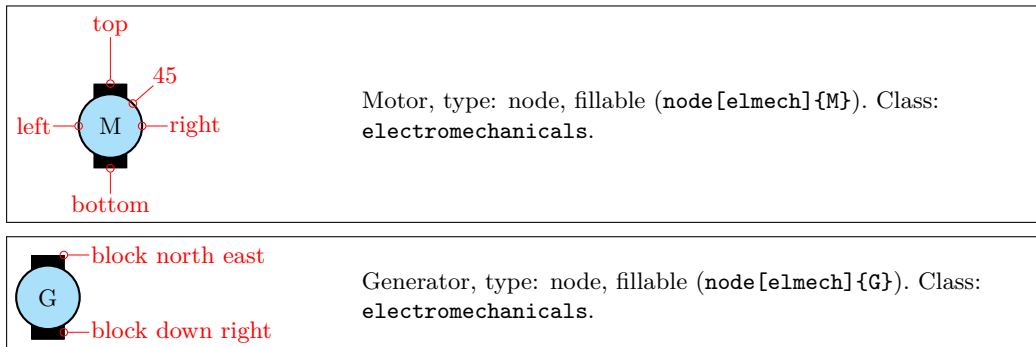 top
45
left
M
right
bottom
Motor, type: node, fillable (node[elmech]{M}). Class:
electromechanicals.
block north east
G
block down right
Generator, type: node, fillable (node[elmech]{G}). Class:
electromechanicals.